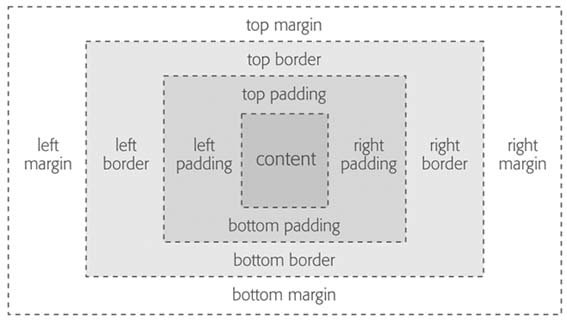 top margin
top border
top padding
left margin
left border
left padding
content
right padding
right border
right margin
bottom padding
bottom border
bottom margin